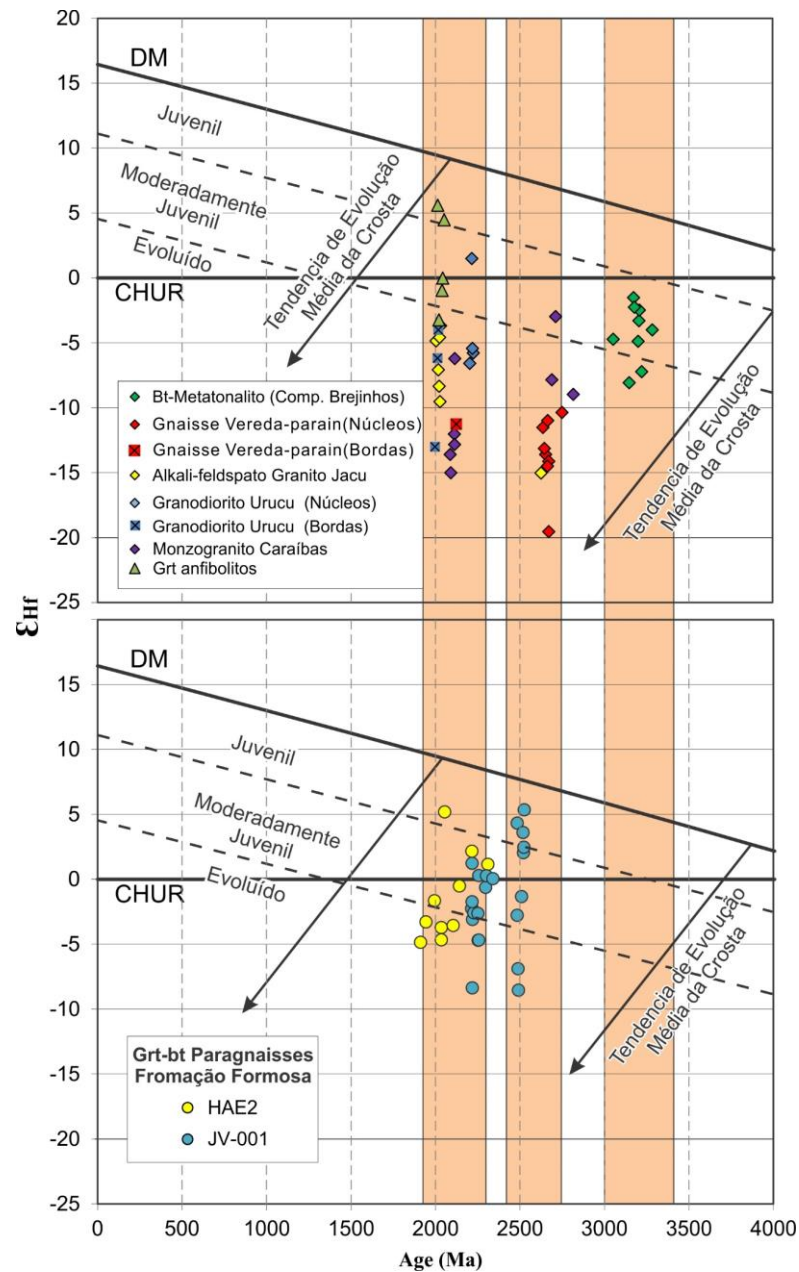 20
DM
15
Juvenil
10
Moderadamente
Juvenil
5
Evoluído
0
CHUR
Tendencia de Evolução
Média da Crosta
-5
Bt-Metatonalito (Comp. Brejinhos)
Gnaisse Vereda-parain(Núcleos)
Gnaisse Vereda-parain(Bordas)
Alkali-feldspato Granito Jacu
Granodiorito Urucu (Núcleos)
Granodiorito Urucu (Bordas)
Monzogranito Caraíbas
Grt anfibolitos
Tendencia de Evolução
Média da Crosta
-10
-15
-20
-25
εHf
DM
15
Juvenil
10
Moderadamente
Juvenil
5
Evoluído
0
CHUR
Tendencia de Evolução
Média da Crosta
-5
-10
-15
-20
-25
Grt-bt Paragnaisses
Fromação Formosa
HAE2
JV-001
0 500 1000 1500 2000 2500 3000 3500 4000
Age (Ma)